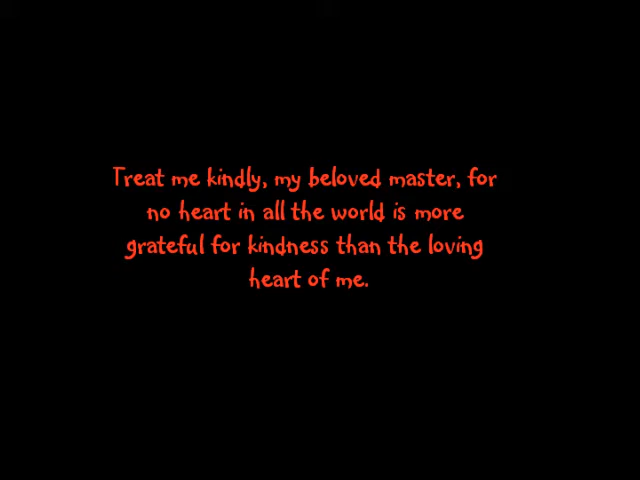 Treat me kindly, my beloved master, for
no heart in all the world is more
grateful for kindness than the loving
heart of me.